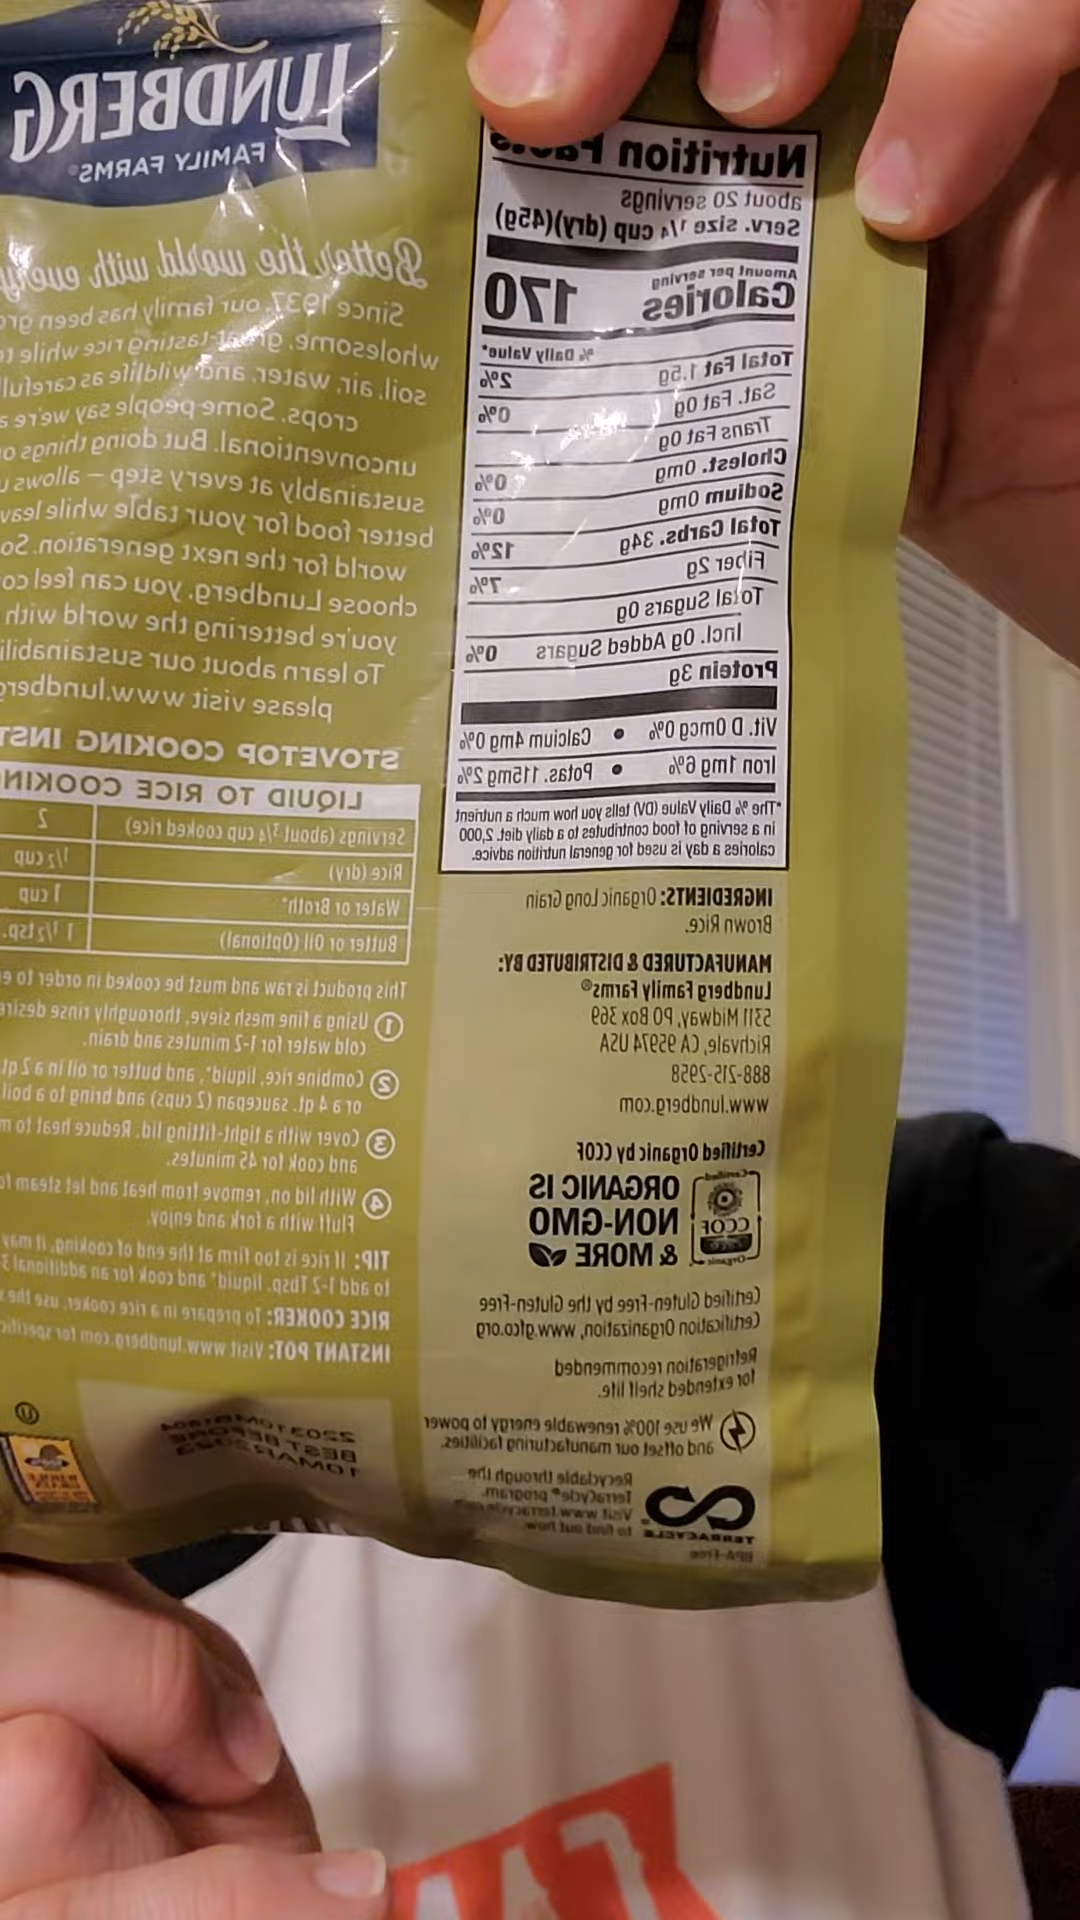 LUNDBERG
FAMILY FARMS®
Better the world with every
Since 1937, our family has been
wholesome, great-tasting rice while
soil, air, water, and wildlife as
crops. Some people say we're
unconventional. But doing things
sustainably at every step – allows
better food for your table while
world for the next generation. So
choose Lundberg, you can feel
you're bettering the world with
To learn about our
please visit www.
STOVETOP COOKING
LIQUID TO RICE
Servings (about 3/4 cup cooked rice) 2
Rice (dry) 1/2 cup
Water or Broth* 1 cup
Butter or Oil (Optional) 1 1/2 tsp.
This product is raw and must be cooked in order to
1 Using a fine mesh sieve, thoroughly rinse
cold water for 1-2 minutes and drain.
2 Combine rice, liquid*, and butter or oil in a 2 qt.
or a 4 qt. saucepan (2 cups) and bring to a boil
3 Cover with a tight-fitting lid. Reduce heat to
and cook for 45 minutes.
4 With lid on, remove from heat and let steam
Fluff with a fork and enjoy.
TIP: If rice is too firm at the end of cooking, it may
to add 1-2 Tbsp. liquid* and cook for an additional
RICE COOKER: To prepare in a rice cooker, use the
INSTANT POT: Visit www.lundberg.com for
BEST BEFORE
10MAR2023
U
Nutrition Facts
about 20 servings
Serv. size 1/4 cup (dry)(45g)
Amount per serving
Calories 170
% Daily Value*
Total Fat 1.5g 2%
Sat. Fat 0g 0%
Trans Fat 0g
Cholest. 0mg 0%
Sodium 0mg 0%
Total Carbs. 34g 12%
Fiber 2g 7%
Total Sugars 0g
Incl. 0g Added Sugars 0%
Protein 3g
Vit. D 0mcg 0% • Calcium 4mg 0%
Iron 1mg 6% • Potas. 115mg 2%
*The % Daily Value (DV) tells you how much a nutrient
in a serving of food contributes to a daily diet. 2,000
calories a day is used for general nutrition advice.
INGREDIENTS: Organic Long Grain
Brown Rice.
MANUFACTURED & DISTRIBUTED BY:
Lundberg Family Farms®
5311 Midway, PO Box 369
Richvale, CA 95974 USA
888-215-2958
www.lundberg.com
Certified Organic by CCOF
Certified
CCOF
Organic
ORGANIC IS
NON-GMO
& MORE
Certified Gluten-Free by the Gluten-Free
Certification Organization, www.gfco.org
Refrigeration recommended
for extended shelf life.
We use 100% renewable energy to power
and offset our manufacturing facilities.
TERRACYCLE
Recyclable through the
TerraCycle® program.
Visit www.terracycle.com
to find out how.
BPA-Free